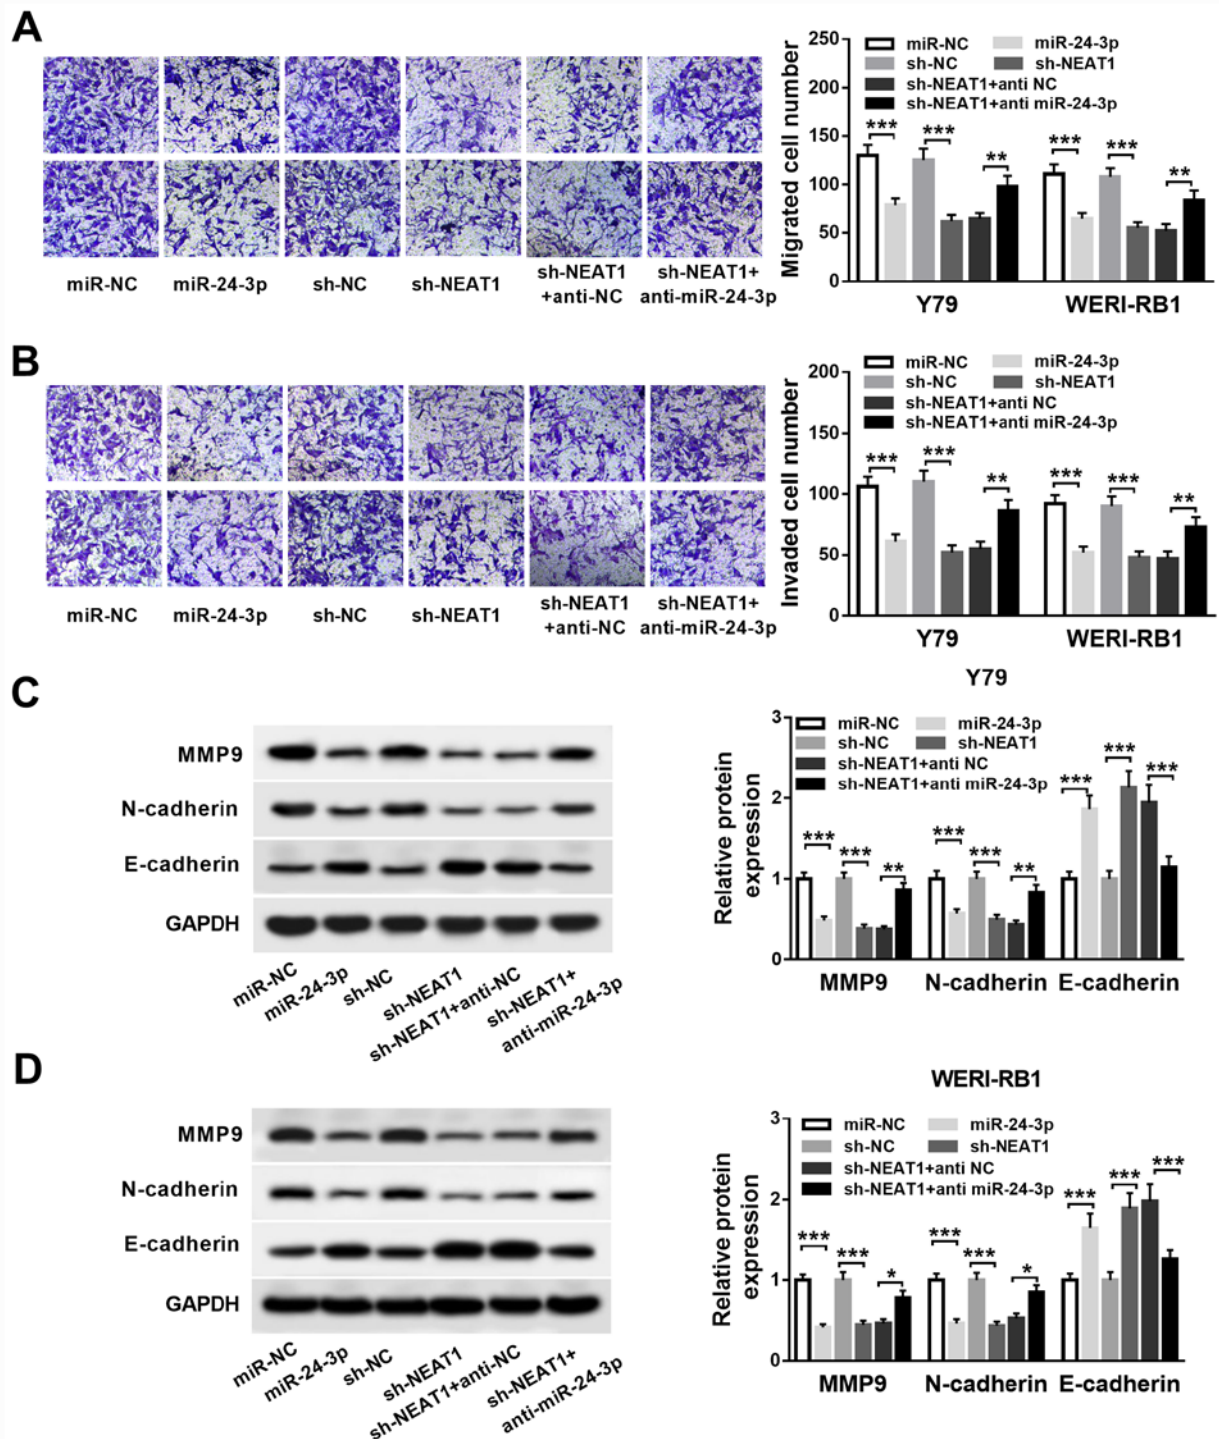 A
miR-NC miR-24-3p sh-NC sh-NEAT1 sh-NEAT1 +anti-NC sh-NEAT1+ anti-miR-24-3p
Migrated cell number
250
200
150
100
50
0
miR-NC miR-24-3p
sh-NC sh-NEAT1
sh-NEAT1+anti NC
sh-NEAT1+anti miR-24-3p
*** *** ** *** *** **
Y79 WERI-RB1
B
miR-NC miR-24-3p sh-NC sh-NEAT1 sh-NEAT1 +anti-NC sh-NEAT1+ anti-miR-24-3p
Invaded cell number
200
150
100
50
0
miR-NC miR-24-3p
sh-NC sh-NEAT1
sh-NEAT1+anti NC
sh-NEAT1+anti miR-24-3p
*** *** ** *** *** **
Y79 WERI-RB1
C
MMP9
N-cadherin
E-cadherin
GAPDH
miR-NC miR-24-3p sh-NC sh-NEAT1 sh-NEAT1+anti-NC sh-NEAT1+ anti-miR-24-3p
Y79
Relative protein
expression
3
2
1
0
miR-NC miR-24-3p
sh-NC sh-NEAT1
sh-NEAT1+anti NC
sh-NEAT1+anti miR-24-3p
*** *** ** *** *** ** *** *** ***
MMP9 N-cadherin E-cadherin
D
MMP9
N-cadherin
E-cadherin
GAPDH
miR-NC miR-24-3p sh-NC sh-NEAT1 sh-NEAT1+anti-NC sh-NEAT1+ anti-miR-24-3p
WERI-RB1
Relative protein
expression
3
2
1
0
miR-NC miR-24-3p
sh-NC sh-NEAT1
sh-NEAT1+anti NC
sh-NEAT1+anti miR-24-3p
*** *** * *** *** * *** *** ***
MMP9 N-cadherin E-cadherin